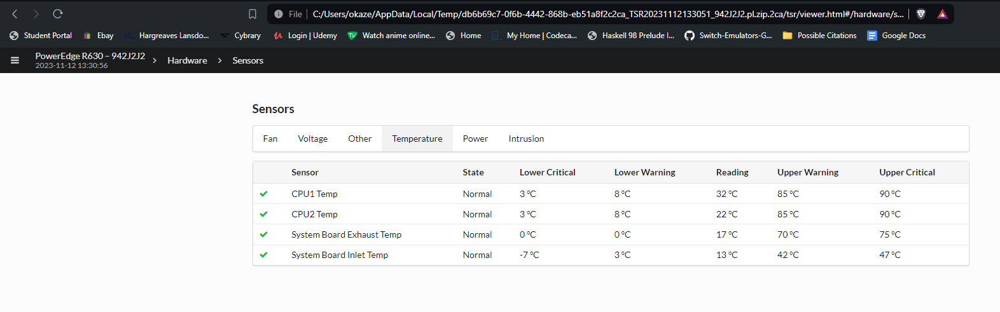 File C:/Users/okaze/AppData/Local/Temp/db6b69c7-0f6b-4442-868b-eb51a8f2c2ca_TSR20231112133051_942J2J2.pl.zip.2ca/tsr/viewer.html#/hardware/s...
Student Portal Ebay Hargreaves Lansdo... Cybrary Login | Udemy Watch anime online... Home My Home | Codeca... Haskell 98 Prelude I... Switch-Emulators-G... Possible Citations Google Docs
PowerEdge R630 – 942J2J2 Hardware Sensors
2023-11-12 13:30:56
Sensors
Fan Voltage Other Temperature Power Intrusion
Sensor State Lower Critical Lower Warning Reading Upper Warning Upper Critical
CPU1 Temp Normal 3 °C 8 °C 32 °C 85 °C 90 °C
CPU2 Temp Normal 3 °C 8 °C 22 °C 85 °C 90 °C
System Board Exhaust Temp Normal 0 °C 0 °C 17 °C 70 °C 75 °C
System Board Inlet Temp Normal -7 °C 3 °C 13 °C 42 °C 47 °C